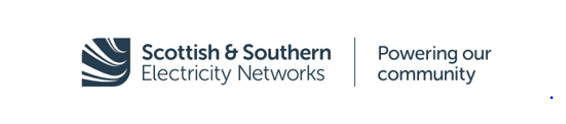 Scottish & Southern
Electricity Networks
Powering our
community